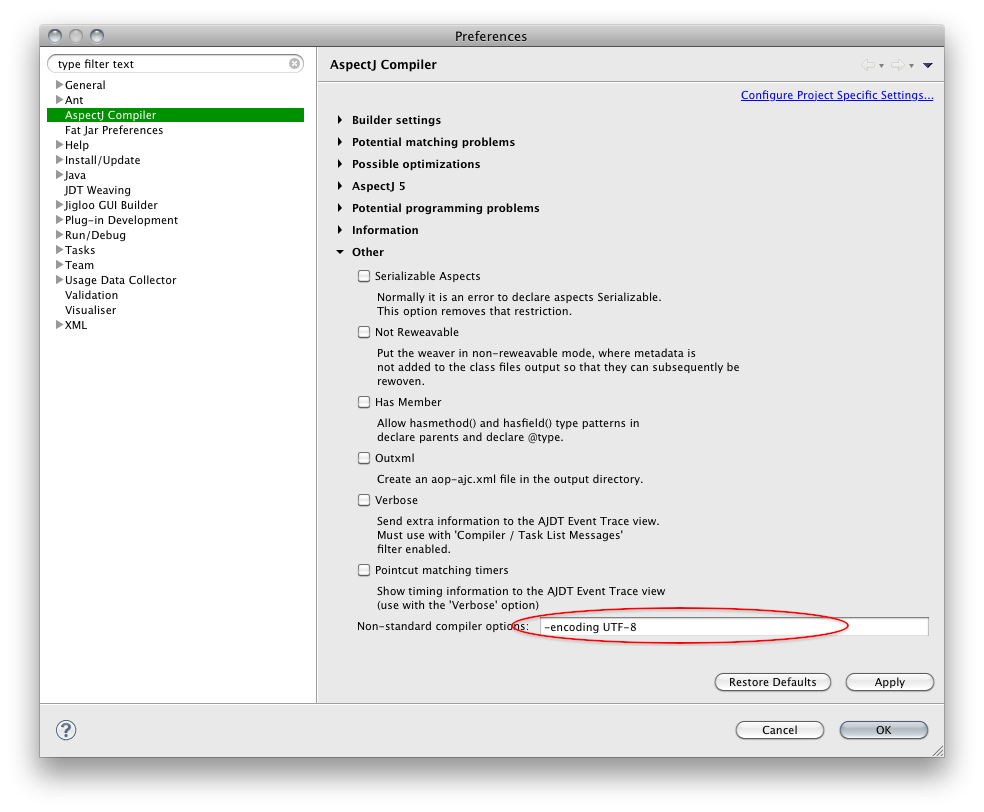 Preferences
type filter text
General
Ant
AspectJ Compiler
Fat Jar Preferences
Help
Install/Update
Java
JDT Weaving
Jigloo GUI Builder
Plug-in Development
Run/Debug
Tasks
Team
Usage Data Collector
Validation
Visualiser
XML
AspectJ Compiler
Configure Project Specific Settings...
Builder settings
Potential matching problems
Possible optimizations
AspectJ 5
Potential programming problems
Information
Other
Serializable Aspects
Normally it is an error to declare aspects Serializable.
This option removes that restriction.
Not Reweavable
Put the weaver in non-reweavable mode, where metadata is
not added to the class files output so that they can subsequently be
rewoven.
Has Member
Allow hasmethod() and hasfield() type patterns in
declare parents and declare @type.
Outxml
Create an aop-ajc.xml file in the output directory.
Verbose
Send extra information to the AJDT Event Trace view.
Must use with 'Compiler / Task List Messages'
filter enabled.
Pointcut matching timers
Show timing information to the AJDT Event Trace view
(use with the 'Verbose' option)
Non-standard compiler options: -encoding UTF-8
Restore Defaults Apply
? Cancel OK